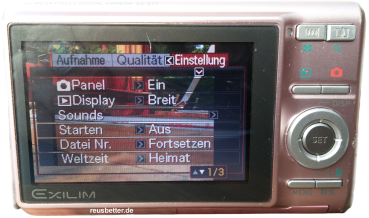 Aufnahme Qualität Einstellung
Panel Ein
Display Breit
Sounds
Starten Aus
Datei Nr. Fortsetzen
Weltzeit Heimat
1/3
SET
EXILIM
reusbetter.de